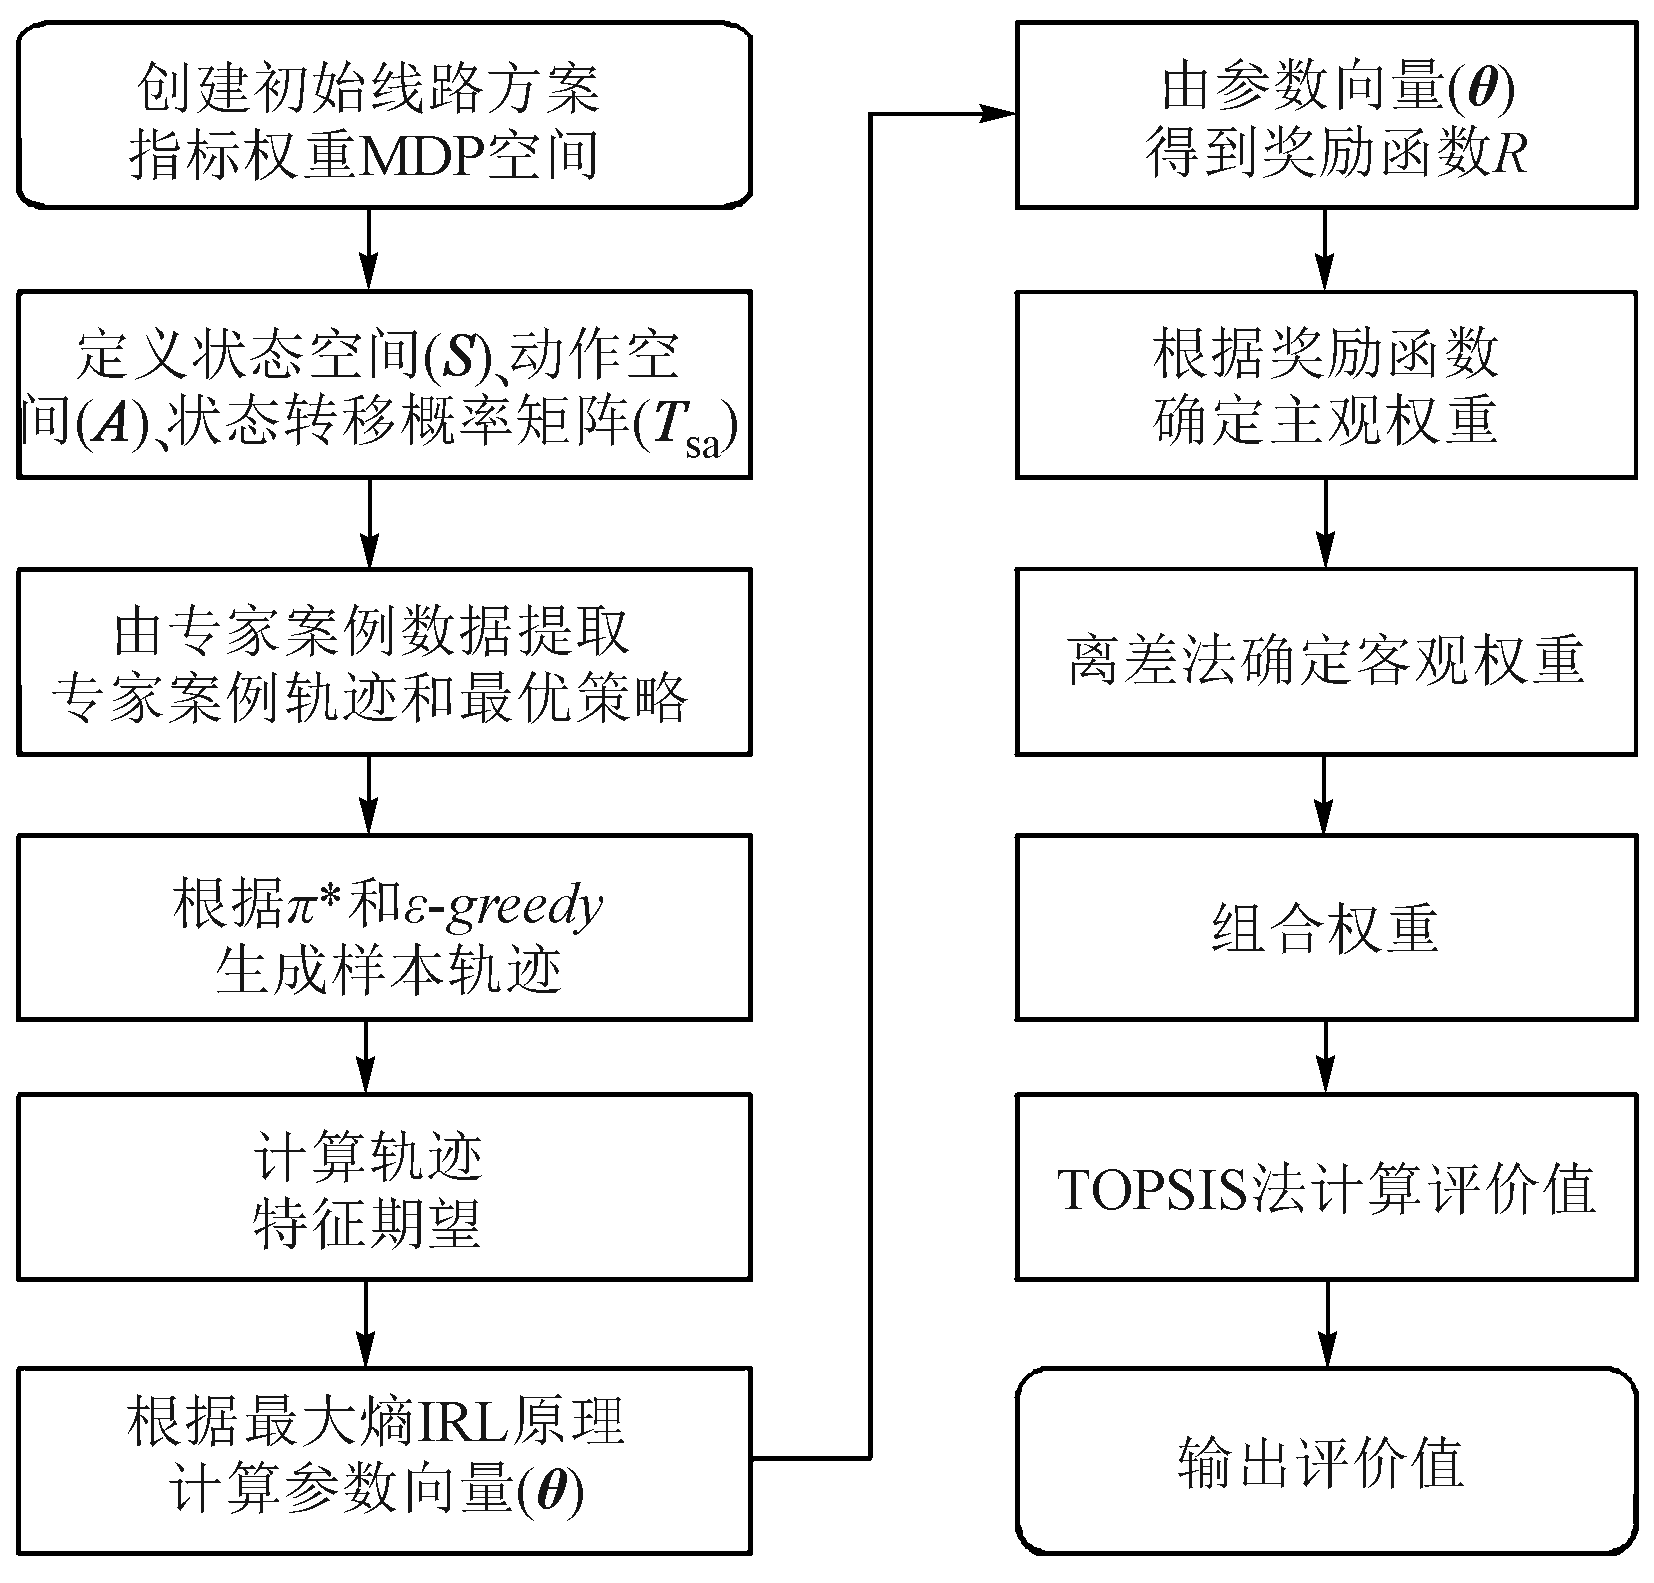 创建初始线路方案
指标权重MDP空间
定义状态空间(S)、动作空
间(A)、状态转移概率矩阵(Tsa)
由专家案例数据提取
专家案例轨迹和最优策略
根据π*和ε-greedy
生成样本轨迹
计算轨迹
特征期望
根据最大熵IRL原理
计算参数向量(θ)
由参数向量(θ)
得到奖励函数R
根据奖励函数
确定主观权重
离差法确定客观权重
组合权重
TOPSIS法计算评价值
输出评价值